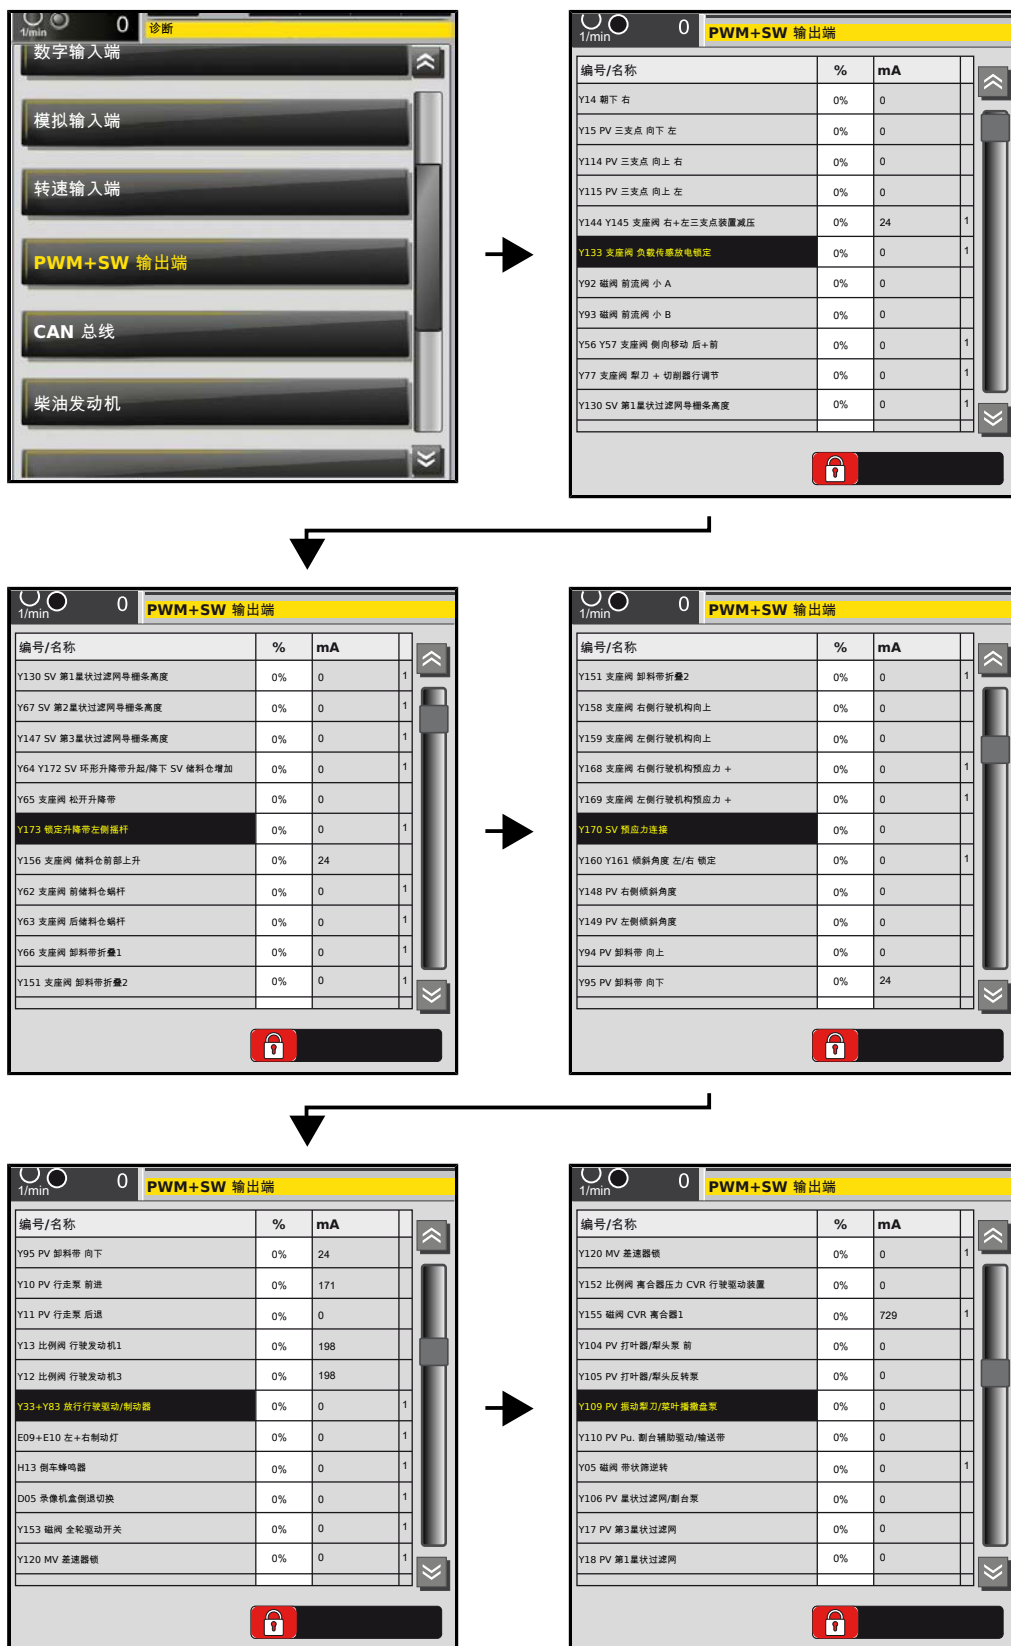 1/min 0 诊断
数字输入端
模拟输入端
转速输入端
PWM+SW 输出端
CAN 总线
柴油发动机
1/min 0 PWM+SW 输出端
编号/名称 % mA
Y14 朝下 右 0% 0
Y15 PV 三支点 向下 左 0% 0
Y114 PV 三支点 向上 右 0% 0
Y115 PV 三支点 向上 左 0% 0
Y144 Y145 支座阀 右+左三支点装置减压 0% 24 1
Y133 支座阀 负载传感放电锁定 0% 0 1
Y92 磁阀 前流阀 小 A 0% 0
Y93 磁阀 前流阀 小 B 0% 0
Y56 Y57 支座阀 侧向移动 后+前 0% 0 1
Y77 支座阀 犁刀 + 切削器行调节 0% 0 1
Y130 SV 第1星状过滤网导栅条高度 0% 0 1
1/min 0 PWM+SW 输出端
编号/名称 % mA
Y130 SV 第1星状过滤网导栅条高度 0% 0 1
Y67 SV 第2星状过滤网导栅条高度 0% 0 1
Y147 SV 第3星状过滤网导栅条高度 0% 0 1
Y64 Y172 SV 环形升降带升起/降下 SV 储料仓增加 0% 0 1
Y65 支座阀 松开升降带 0% 0
Y173 锁定升降带左侧摇杆 0% 0 1
Y156 支座阀 储料仓前部上升 0% 24
Y62 支座阀 前储料仓蜗杆 0% 0 1
Y63 支座阀 后储料仓蜗杆 0% 0 1
Y66 支座阀 卸料带折叠1 0% 0 1
Y151 支座阀 卸料带折叠2 0% 0 1
1/min 0 PWM+SW 输出端
编号/名称 % mA
Y151 支座阀 卸料带折叠2 0% 0 1
Y158 支座阀 右侧行驶机构向上 0% 0
Y159 支座阀 左侧行驶机构向上 0% 0
Y168 支座阀 右侧行驶机构预应力 + 0% 0 1
Y169 支座阀 左侧行驶机构预应力 + 0% 0 1
Y170 SV 预应力连接 0% 0
Y160 Y161 倾斜角度 左/右 锁定 0% 0 1
Y148 PV 右侧倾斜角度 0% 0
Y149 PV 左侧倾斜角度 0% 0
Y94 PV 卸料带 向上 0% 0
Y95 PV 卸料带 向下 0% 24
1/min 0 PWM+SW 输出端
编号/名称 % mA
Y95 PV 卸料带 向下 0% 24
Y10 PV 行走泵 前进 0% 171
Y11 PV 行走泵 后退 0% 0
Y13 比例阀 行驶发动机1 0% 198
Y12 比例阀 行驶发动机3 0% 198
Y33+Y83 放行行驶驱动/制动器 0% 0 1
E09+E10 左+右制动灯 0% 0 1
H13 倒车蜂鸣器 0% 0 1
D05 录像机盒倒退切换 0% 0 1
Y153 磁阀 全轮驱动开关 0% 0 1
Y120 MV 差速器锁 0% 0 1
1/min 0 PWM+SW 输出端
编号/名称 % mA
Y120 MV 差速器锁 0% 0 1
Y152 比例阀 离合器压力 CVR 行驶驱动装置 0% 0
Y155 磁阀 CVR 离合器1 0% 729 1
Y104 PV 打叶器/犁头泵 前 0% 0
Y105 PV 打叶器/犁头反转泵 0% 0
Y109 PV 振动犁刀/菜叶播撒盘泵 0% 0
Y110 PV Pu. 割台辅助驱动/输送带 0% 0
Y05 磁阀 带状筛逆转 0% 0 1
Y106 PV 星状过滤网/割台泵 0% 0
Y17 PV 第3星状过滤网 0% 0
Y18 PV 第1星状过滤网 0% 0